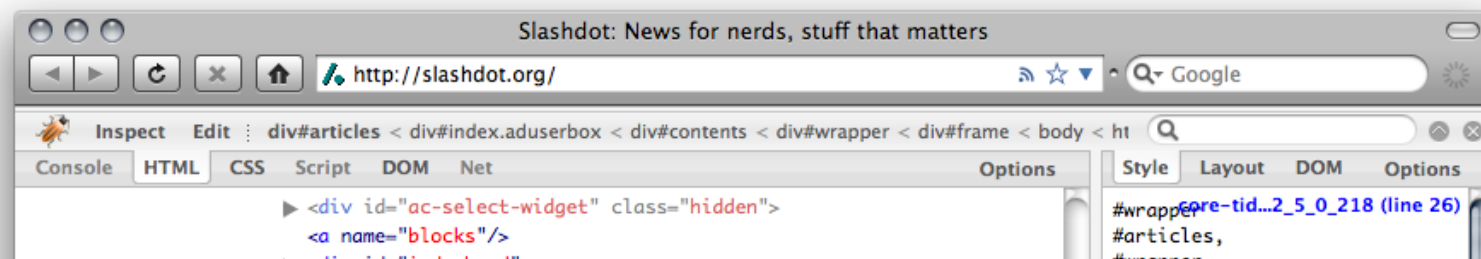 Slashdot: News for nerds, stuff that matters
http://slashdot.org/ Google
Inspect Edit div#articles < div#index.aduserbox < div#contents < div#wrapper < div#frame < body < ht
Console HTML CSS Script DOM Net Options Style Layout DOM Options
▶ <div id="ac-select-widget" class="hidden"> #wrapper core-tid...2_5_0_218 (line 26)
<a name="blocks"/> #articles,